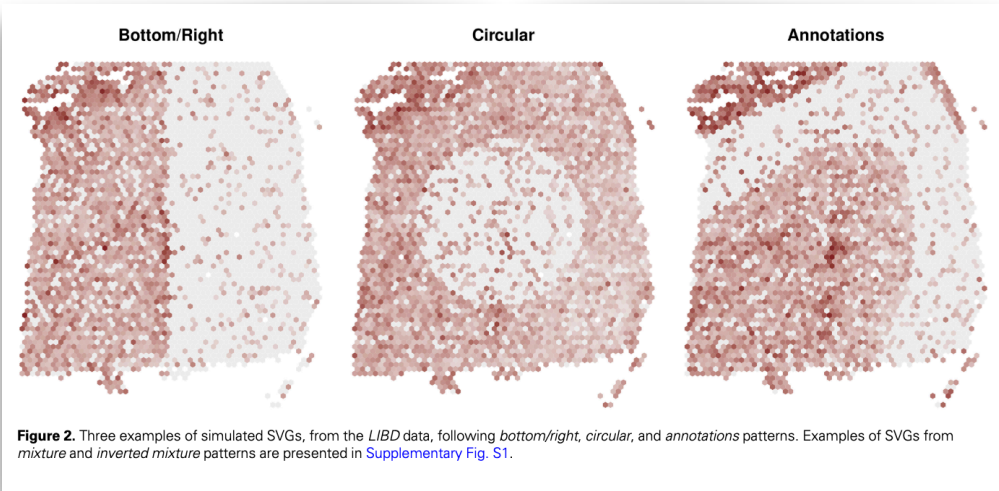 Bottom/Right
Circular
Annotations
Figure 2. Three examples of simulated SVGs, from the LIBD data, following bottom/right, circular, and annotations patterns. Examples of SVGs from
mixture and inverted mixture patterns are presented in Supplementary Fig. S1.